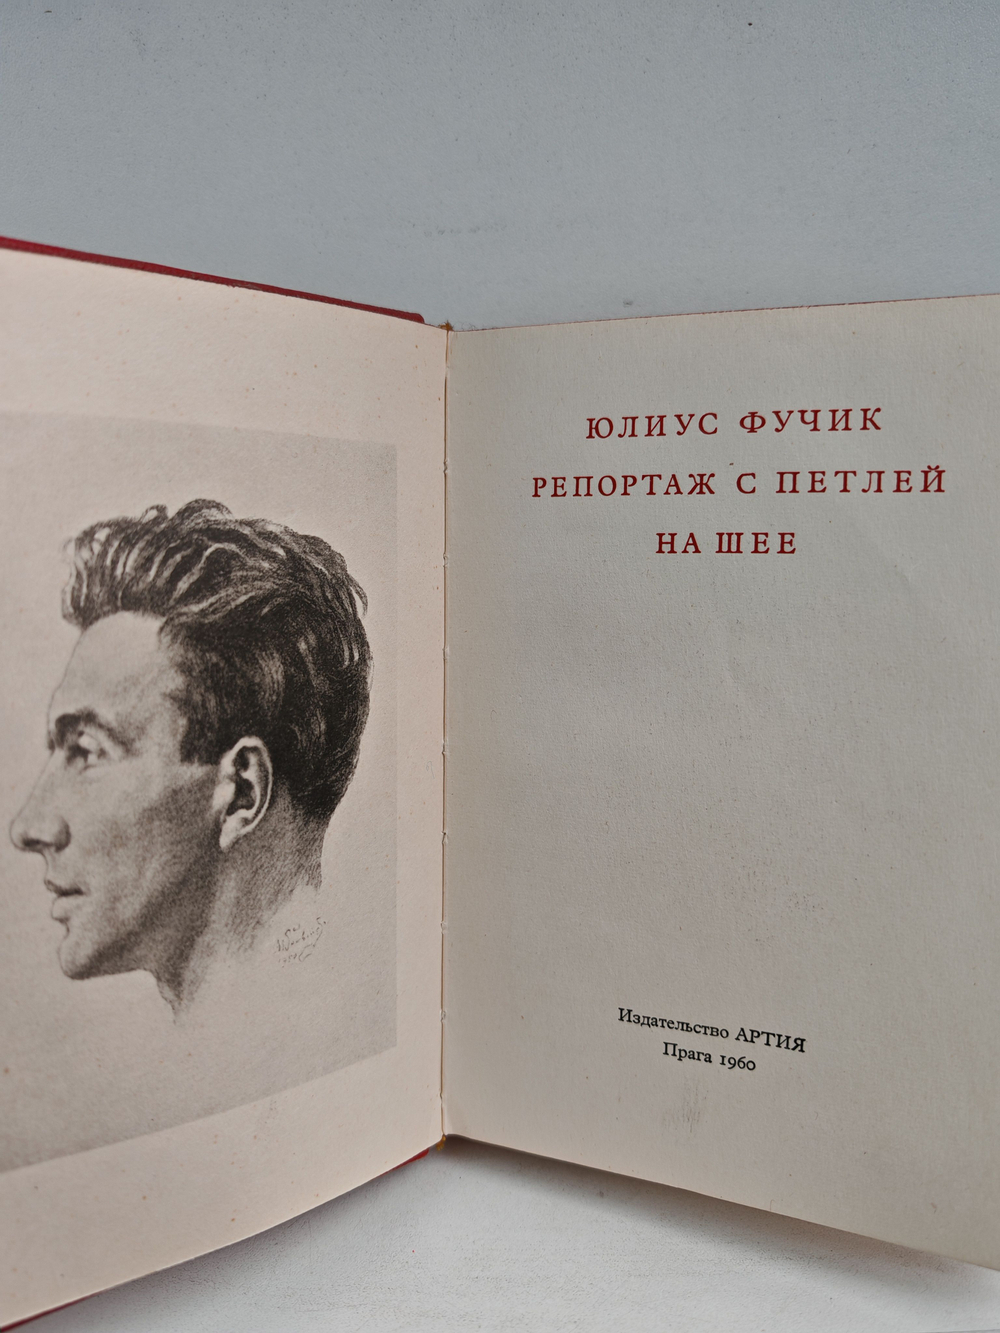 ЮЛИУС ФУЧИК
РЕПОРТАЖ С ПЕТЛЕЙ
НА ШЕЕ
Издательство АРТИЯ
Прага 1960